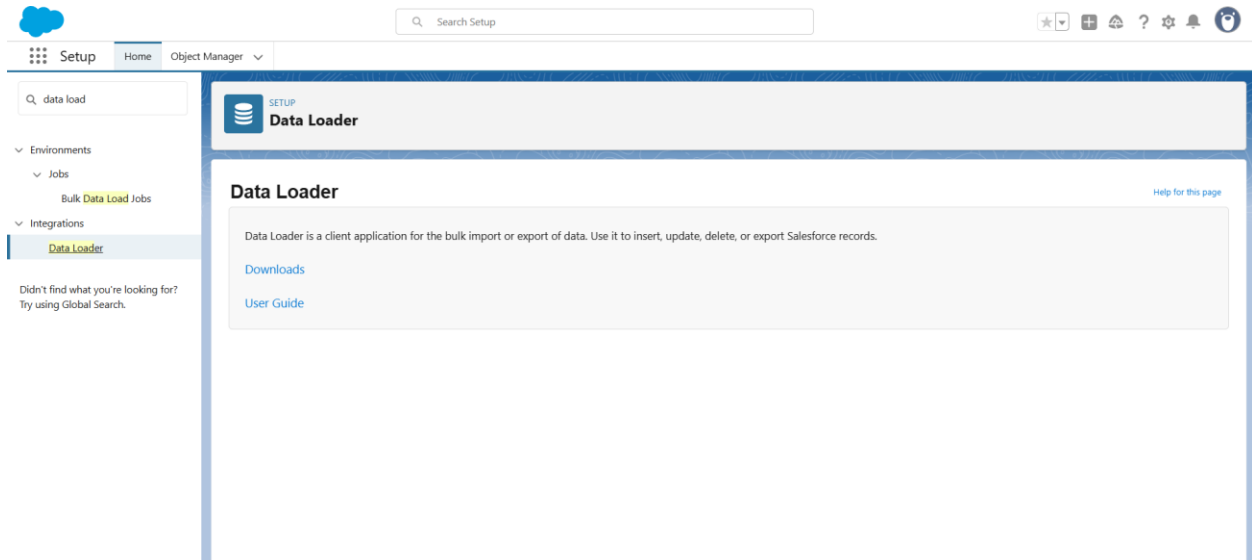 Search Setup
Setup
Home
Object Manager
data load
Environments
Jobs
Bulk Data Load Jobs
Integrations
Data Loader
Didn't find what you're looking for?
Try using Global Search.
SETUP
Data Loader
Data Loader
Help for this page
Data Loader is a client application for the bulk import or export of data. Use it to insert, update, delete, or export Salesforce records.
Downloads
User Guide